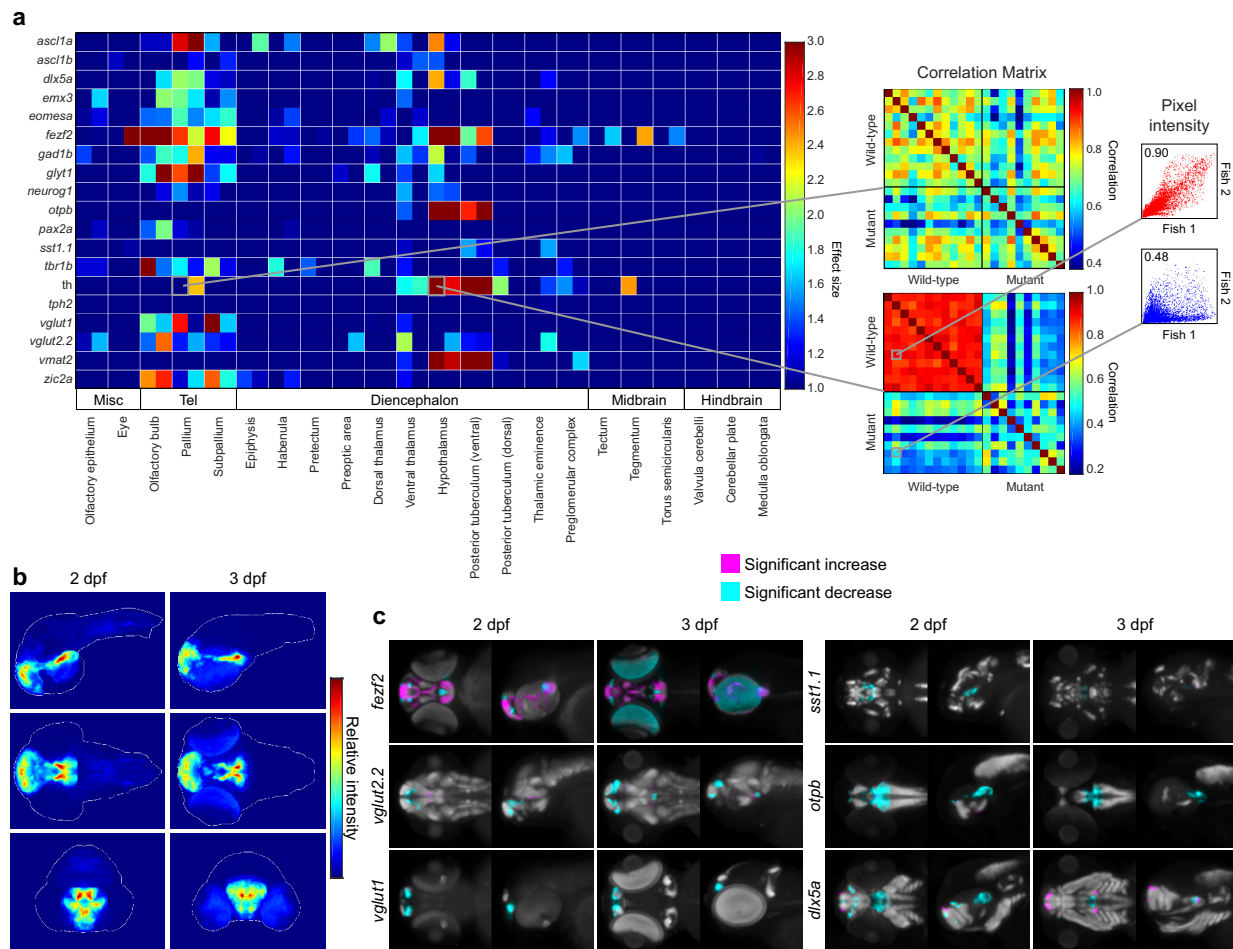 a
ascl1a
ascl1b
dlx5a
emx3
eomesa
fezf2
gad1b
glyt1
neurog1
otpb
pax2a
sst1.1
tbr1b
th
tph2
vglut1
vglut2.2
vmat2
zic2a
Misc
Tel
Diencephalon
Midbrain
Hindbrain
Olfactory epithelium
Eye
Olfactory bulb
Pallium
Subpallium
Epiphysis
Habenula
Pretectum
Preoptic area
Dorsal thalamus
Ventral thalamus
Hypothalamus
Posterior tuberculum (ventral)
Posterior tuberculum (dorsal)
Thalamic eminence
Preglomerular complex
Tectum
Tegmentum
Torus semicircularis
Valvula cerebelli
Cerebellar plate
Medulla oblongata
3.0
2.8
2.6
2.4
2.2
2.0
1.8
1.6
1.4
1.2
1.0
Effect size
Correlation Matrix
Wild-type
Mutant
Wild-type
Mutant
1.0
0.8
0.6
0.4
Correlation
Wild-type
Mutant
Wild-type
Mutant
1.0
0.8
0.6
0.4
0.2
Correlation
Pixel
intensity
0.90
Fish 2
Fish 1
0.48
Fish 2
Fish 1
b
2 dpf
3 dpf
Relative intensity
Significant increase
Significant decrease
c
2 dpf
3 dpf
2 dpf
3 dpf
fezf2
vglut2.2
vglut1
sst1.1
otpb
dlx5a